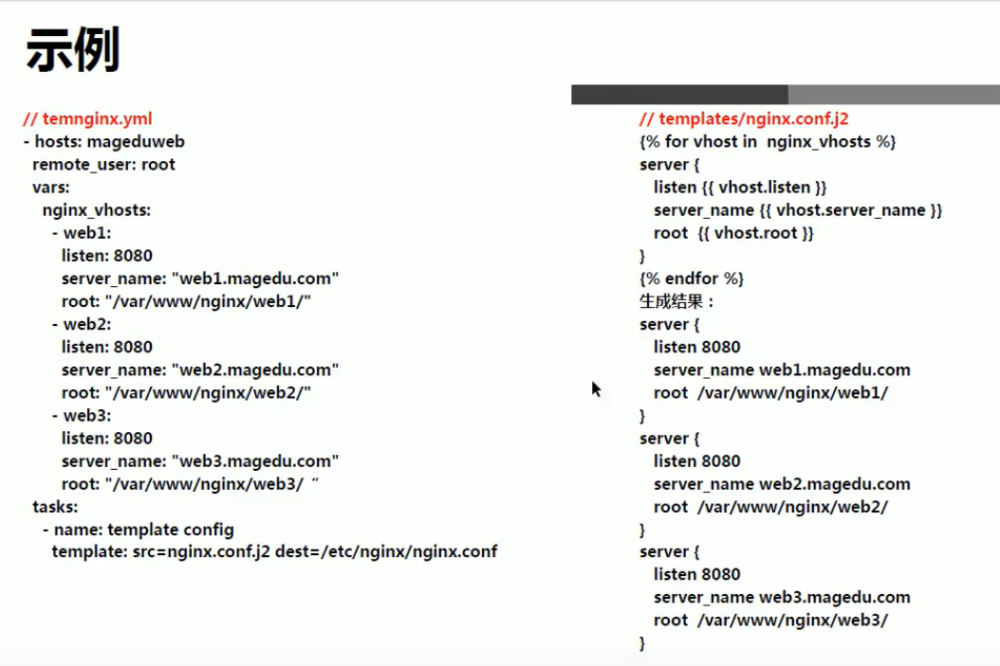 示例
// temnginx.yml
- hosts: mageduweb
remote_user: root
vars:
nginx_vhosts:
- web1:
listen: 8080
server_name: "web1.magedu.com"
root: "/var/www/nginx/web1/"
- web2:
listen: 8080
server_name: "web2.magedu.com"
root: "/var/www/nginx/web2/"
- web3:
listen: 8080
server_name: "web3.magedu.com"
root: "/var/www/nginx/web3/ “
tasks:
- name: template config
template: src=nginx.conf.j2 dest=/etc/nginx/nginx.conf
// templates/nginx.conf.j2
{% for vhost in nginx_vhosts %}
server {
listen {{ vhost.listen }}
server_name {{ vhost.server_name }}
root {{ vhost.root }}
}
{% endfor %}
生成结果：
server {
listen 8080
server_name web1.magedu.com
root /var/www/nginx/web1/
}
server {
listen 8080
server_name web2.magedu.com
root /var/www/nginx/web2/
}
server {
listen 8080
server_name web3.magedu.com
root /var/www/nginx/web3/
}